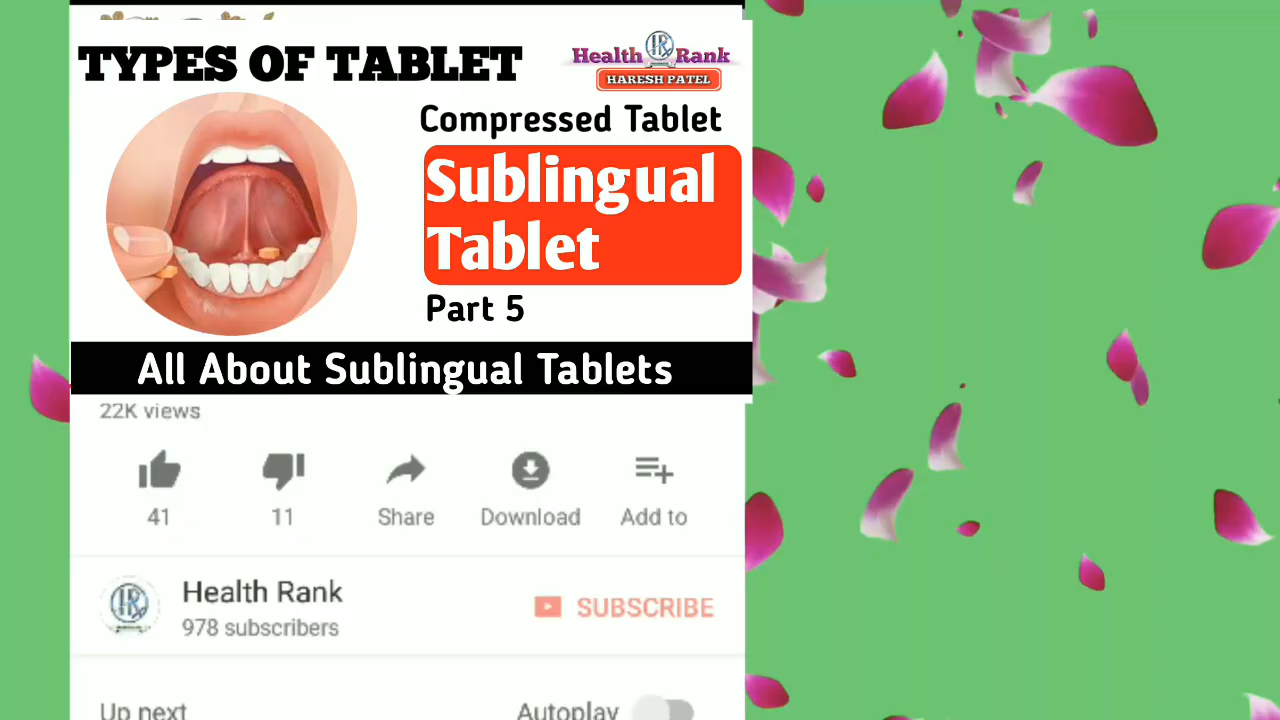 TYPES OF TABLET
Health Rank
HARESH PATEL
Compressed Tablet
Sublingual
Tablet
Part 5
All About Sublingual Tablets
22K views
41
11
Share
Download
Add to
Health Rank
978 subscribers
SUBSCRIBE
Up next
Autoplay